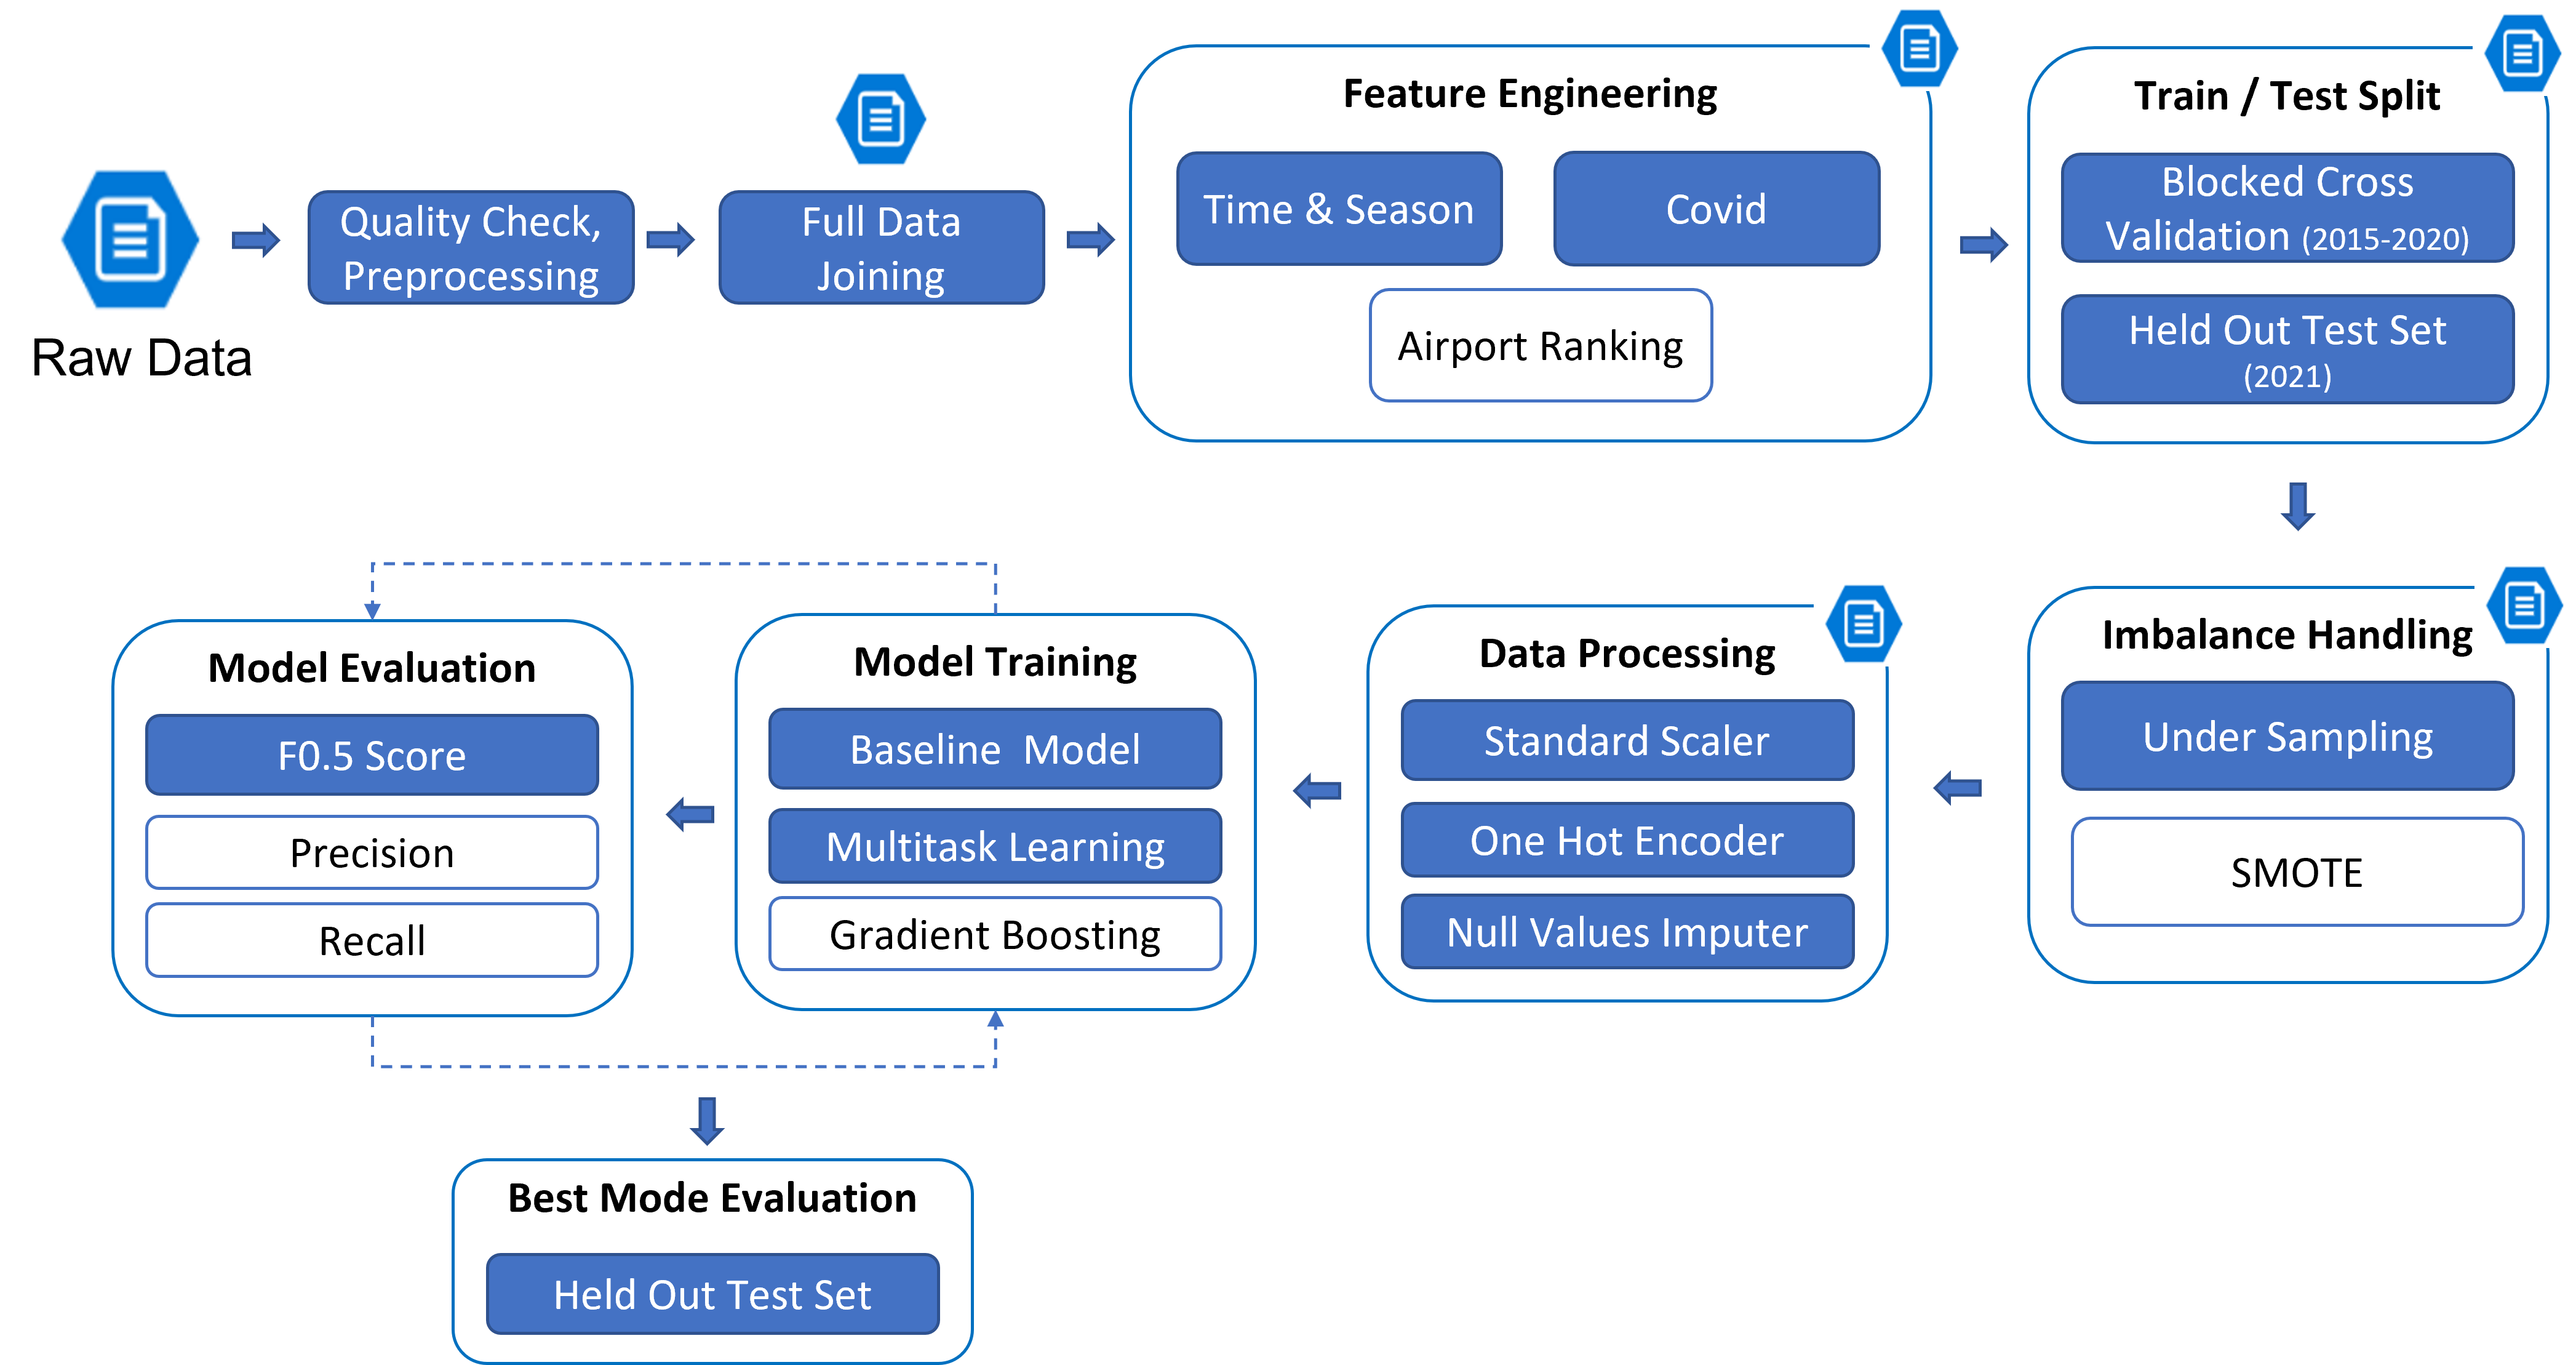 Raw Data
Quality Check,
Preprocessing
Full Data
Joining
Feature Engineering
Time & Season
Covid
Airport Ranking
Train / Test Split
Blocked Cross
Validation (2015-2020)
Held Out Test Set
(2021)
Imbalance Handling
Under Sampling
SMOTE
Data Processing
Standard Scaler
One Hot Encoder
Null Values Imputer
Model Training
Baseline  Model
Multitask Learning
Gradient Boosting
Model Evaluation
F0.5 Score
Precision
Recall
Best Mode Evaluation
Held Out Test Set